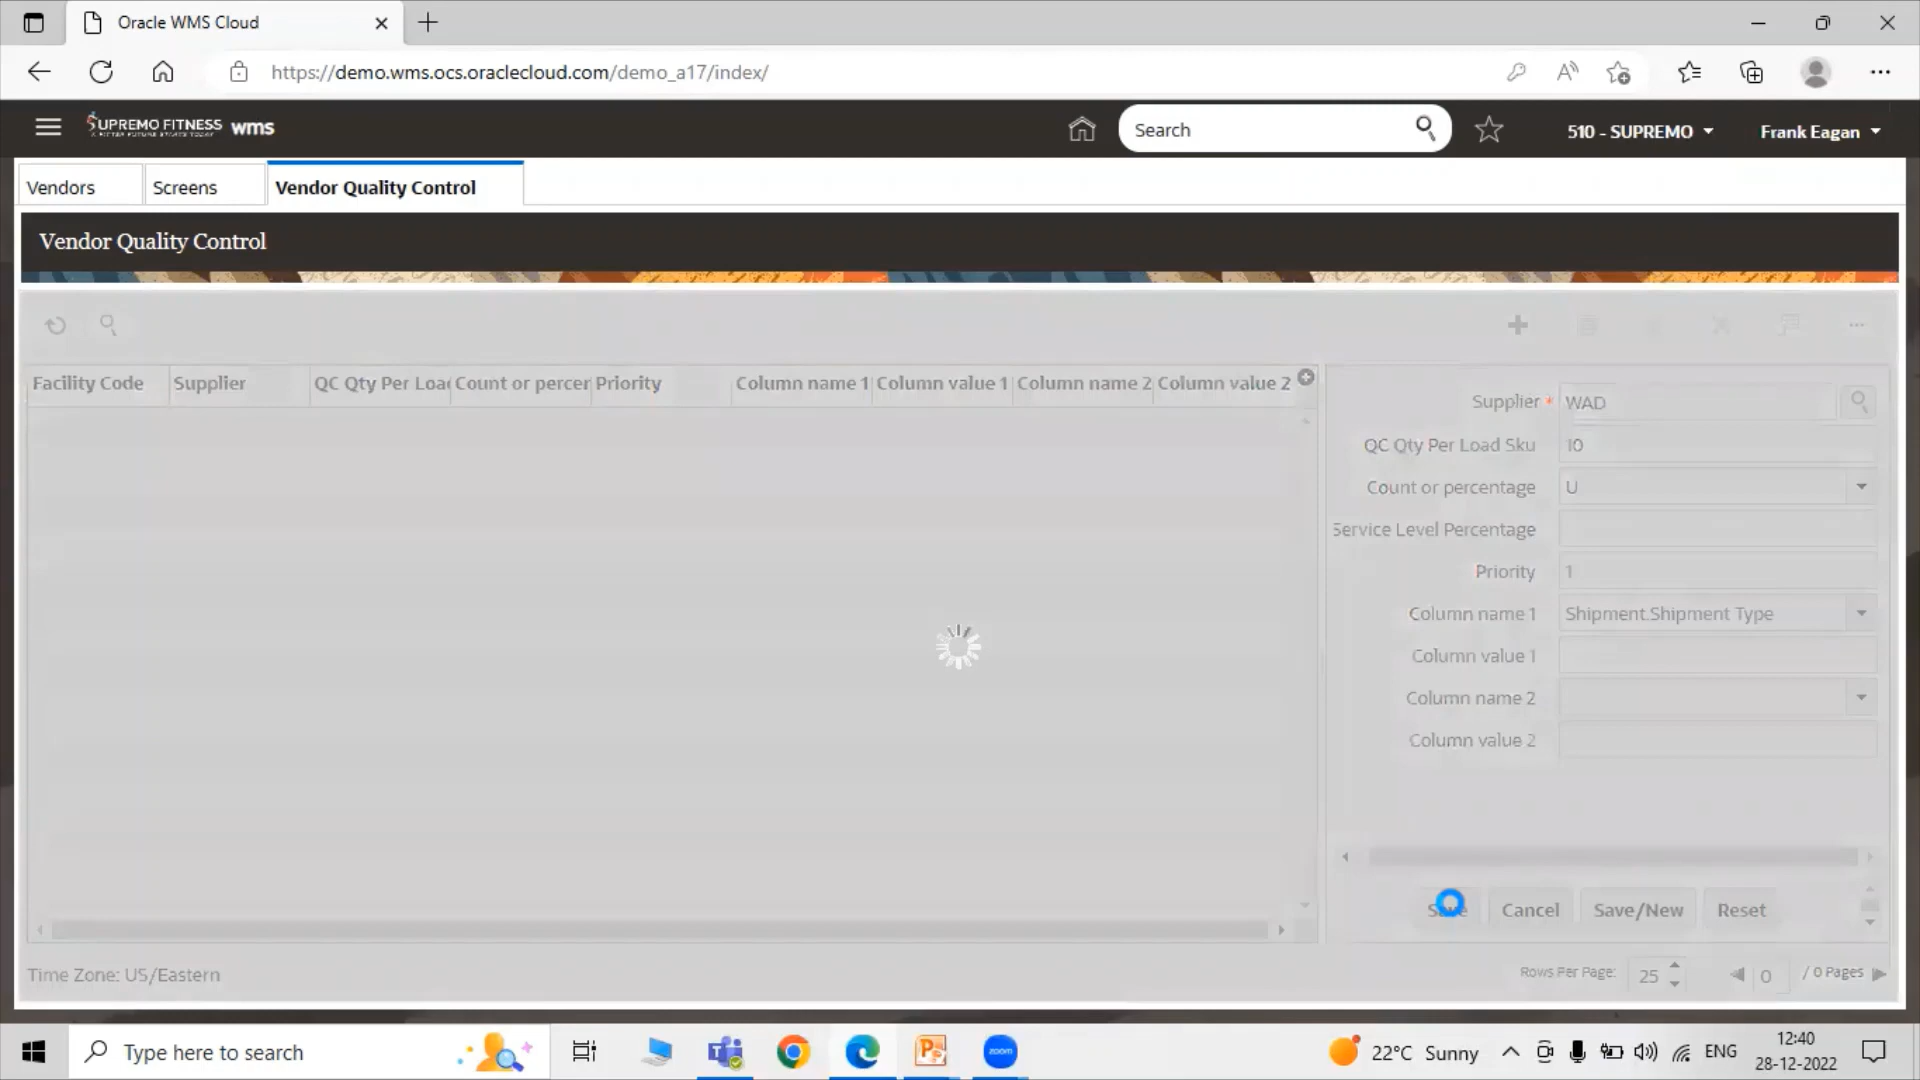 Oracle WMS Cloud
https://demo.wms.ocs.oraclecloud.com/demo_a17/index/
SUPREMO FITNESS wms
Search
510 - SUPREMO
Frank Eagan
Vendors
Screens
Vendor Quality Control
Vendor Quality Control
Facility Code
Supplier
QC Qty Per Loa
Count or percer
Priority
Column name 1
Column value 1
Column name 2
Column value 2
Supplier * WAD
QC Qty Per Load Sku 10
Count or percentage U
Service Level Percentage
Priority 1
Column name 1 Shipment.Shipment Type
Column value 1
Column name 2
Column value 2
Save
Cancel
Save/New
Reset
Time Zone: US/Eastern
Rows Per Page: 25
0 / 0 Pages
Type here to search
zoom
22°C Sunny
ENG
12:40
28-12-2022